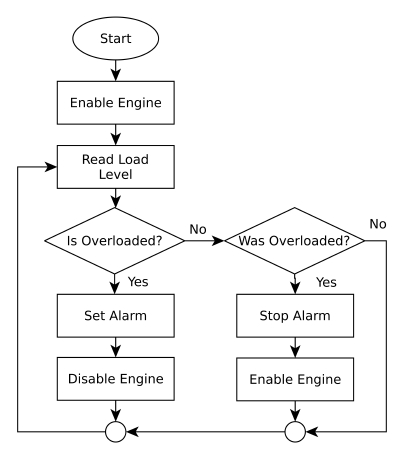 Start
Enable Engine
Read Load
Level
Is Overloaded?
No
Was Overloaded?
No
Yes
Yes
Set Alarm
Stop Alarm
Disable Engine
Enable Engine